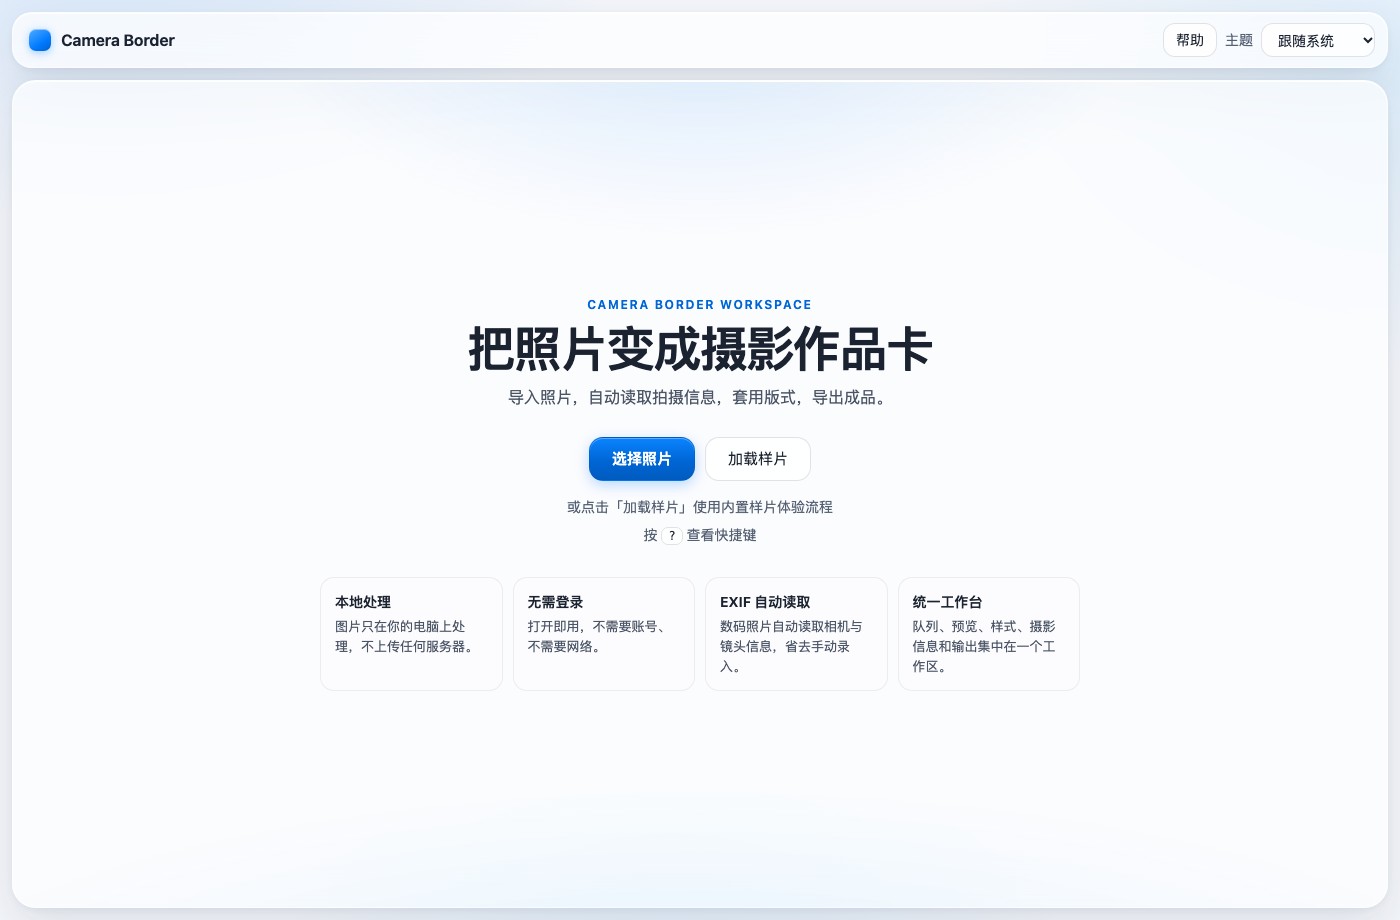 Camera Border
帮助 主题 跟随系统
CAMERA BORDER WORKSPACE
把照片变成摄影作品卡
导入照片，自动读取拍摄信息，套用版式，导出成品。
选择照片 加载样片
或点击「加载样片」使用内置样片体验流程
按 ? 查看快捷键
本地处理
图片只在你的电脑上处
理，不上传任何服务器。
无需登录
打开即用，不需要账号、
不需要网络。
EXIF 自动读取
数码照片自动读取相机与
镜头信息，省去手动录
入。
统一工作台
队列、预览、样式、摄影
信息和输出集中在一个工
作区。